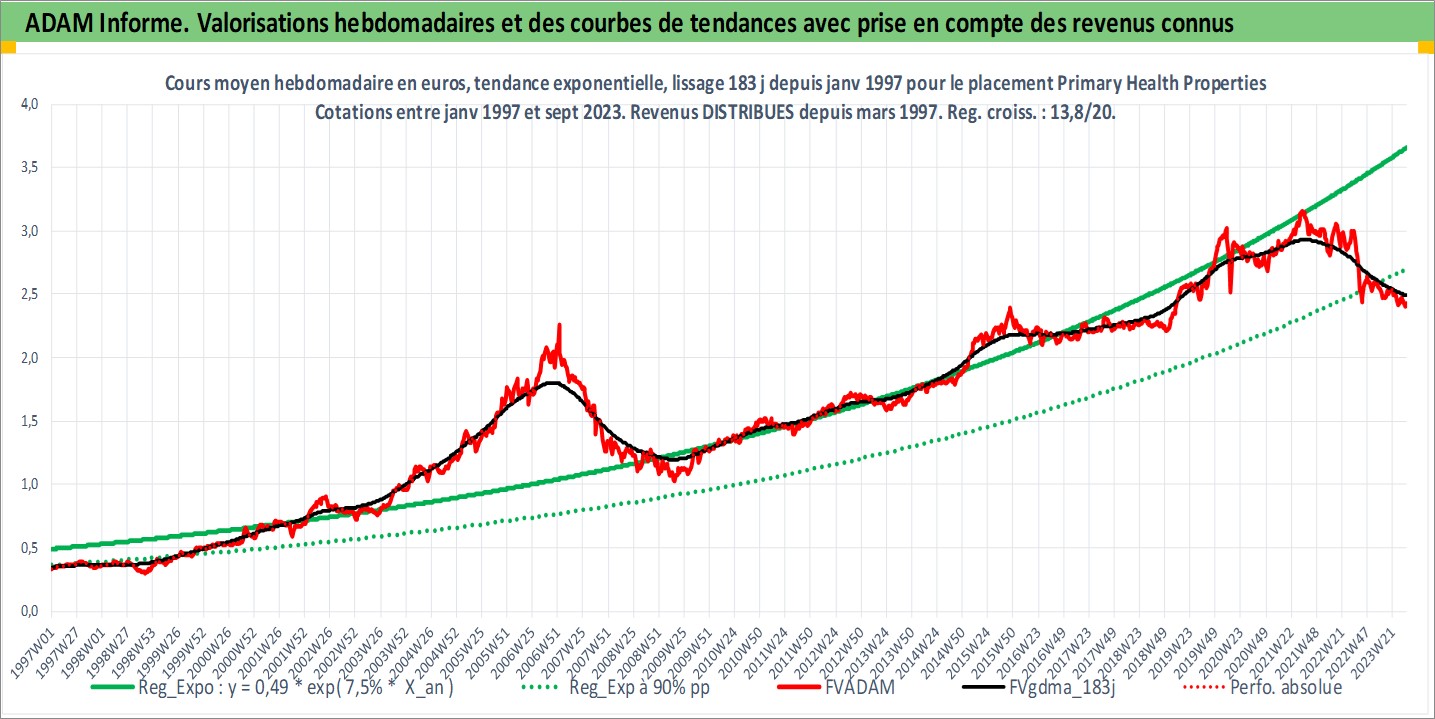 ADAM Informe. Valorisations hebdomadaires et des courbes de tendances avec prise en compte des revenus connus
Cours moyen hebdomadaire en euros, tendance exponentielle, lissage 183 j depuis janv 1997 pour le placement Primary Health Properties
Cotations entre janv 1997 et sept 2023. Revenus DISTRIBUES depuis mars 1997. Reg. croiss. : 13,8/20.
4,0
3,5
3,0
2,5
2,0
1,5
1,0
0,5
0,0
1997W01
1997W27
1998W01
1998W27
1998W53
1999W26
1999W52
2000W26
2000W52
2001W26
2001W52
2002W26
2002W52
2003W26
2003W52
2004W26
2004W52
2005W25
2005W51
2006W25
2006W51
2007W25
2007W51
2008W25
2008W51
2009W25
2009W51
2010W24
2010W50
2011W24
2011W50
2012W24
2012W50
2013W24
2013W50
2014W24
2014W50
2015W24
2015W50
2016W23
2016W49
2017W23
2017W49
2018W23
2018W49
2019W23
2019W49
2020W23
2020W49
2021W22
2021W48
2022W21
2022W47
2023W21
Reg_Expo : y = 0,49 * exp( 7,5% * X_an )
Reg_Exp à 90% pp
FVADAM
FVgdma_183j
Perfo. absolue